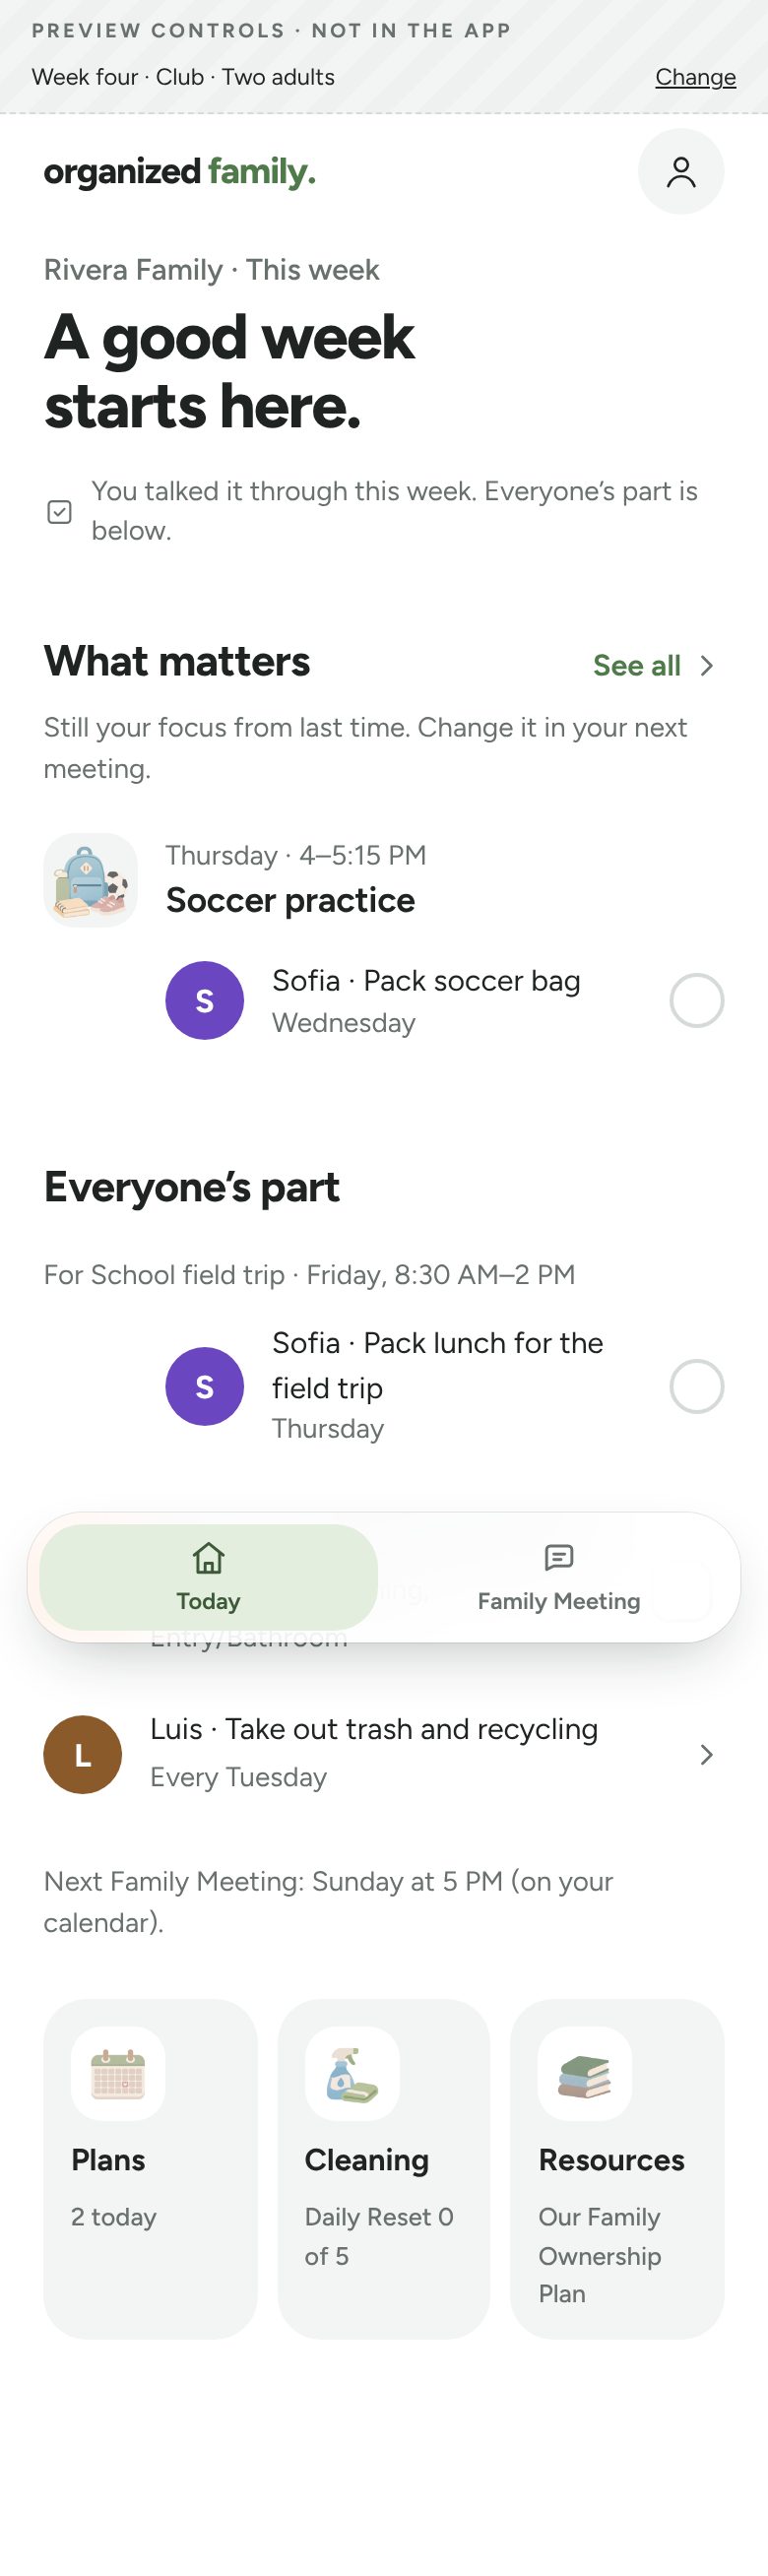 PREVIEW CONTROLS · NOT IN THE APP
Week four · Club · Two adults
Change
organized family.
Rivera Family · This week
A good week
starts here.
You talked it through this week. Everyone’s part is
below.
What matters
See all
Still your focus from last time. Change it in your next
meeting.
Thursday · 4–5:15 PM
Soccer practice
S
Sofia · Pack soccer bag
Wednesday
Everyone’s part
For School field trip · Friday, 8:30 AM–2 PM
S
Sofia · Pack lunch for the
field trip
Thursday
Today
Family Meeting
Entry/Bathroom
L
Luis · Take out trash and recycling
Every Tuesday
Next Family Meeting: Sunday at 5 PM (on your
calendar).
Plans
2 today
Cleaning
Daily Reset 0
of 5
Resources
Our Family
Ownership
Plan